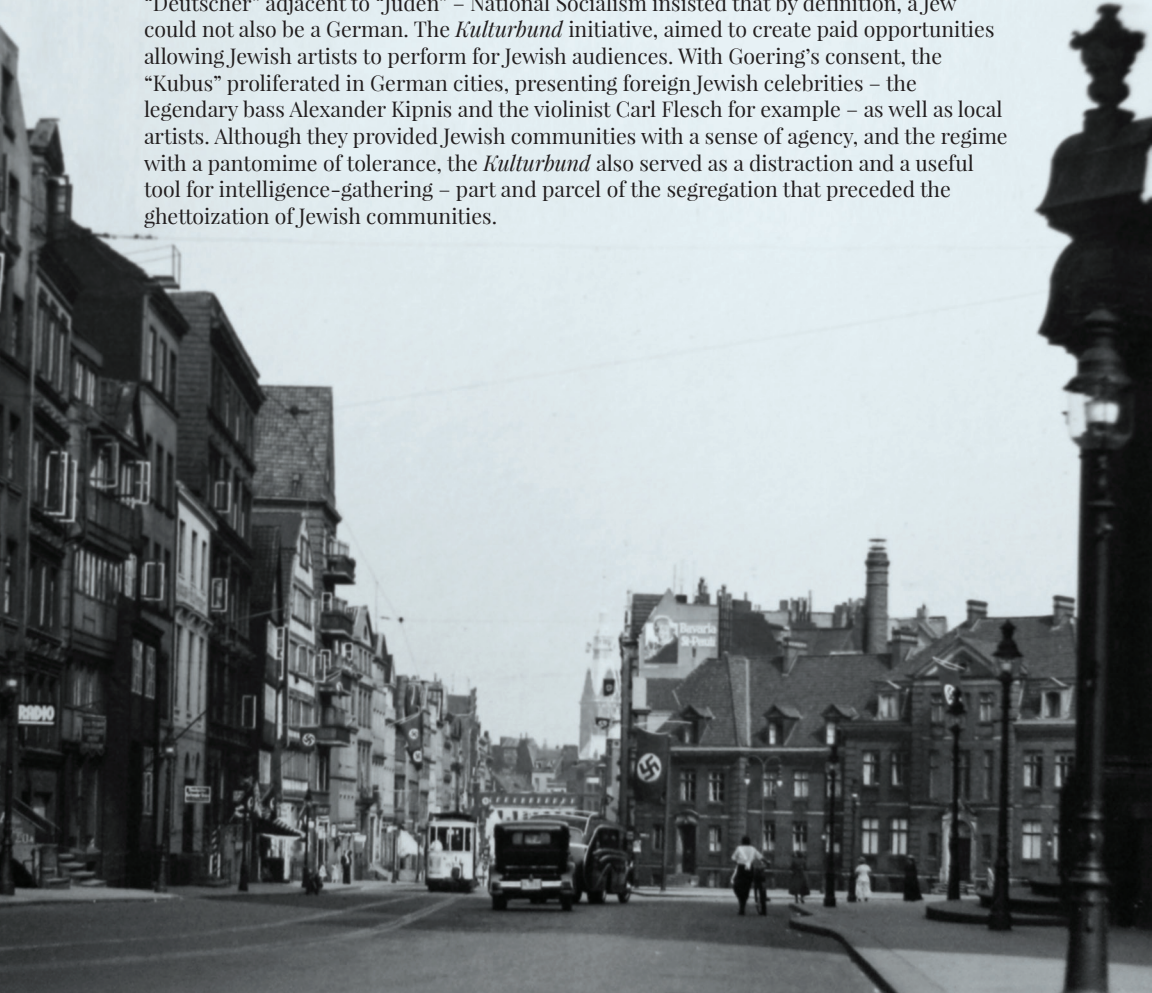 “Deutscher” adjacent to “Juden” – National Socialism insisted that by definition, a Jew
could not also be a German. The Kulturbund initiative, aimed to create paid opportunities
allowing Jewish artists to perform for Jewish audiences. With Goering’s consent, the
“Kubus” proliferated in German cities, presenting foreign Jewish celebrities – the
legendary bass Alexander Kipnis and the violinist Carl Flesch for example – as well as local
artists. Although they provided Jewish communities with a sense of agency, and the regime
with a pantomime of tolerance, the Kulturbund also served as a distraction and a useful
tool for intelligence-gathering – part and parcel of the segregation that preceded the
ghettoization of Jewish communities.
Bavaria
St-Pauli
RADIO